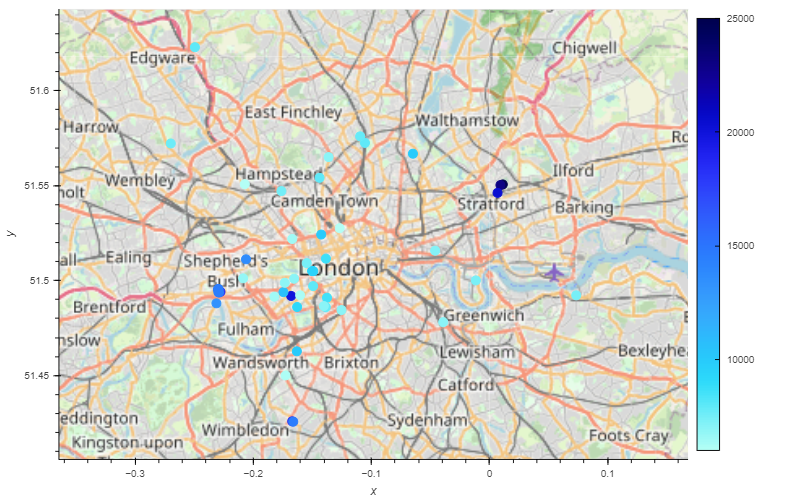 25000
Chigwell
Edgware
51.6
East Finchley
Walthamstow
Harrow
Ro
20000
Hampstead
Ilford
Wembley
51.55
holt
Camden Town
Stratford
Barking
y
15000
Shepherd's
Bush
all
Ealing
London
51.5
Brentford
Greenwich
E
nslow
Fulham
Lewisham
Bexleyhea
10000
Wandsworth
Brixton
51.45
Catford
eddington
Sydenham
Wimbledon
Foots Cray
Kingston upon
−0.3
−0.2
−0.1
0
0.1
x